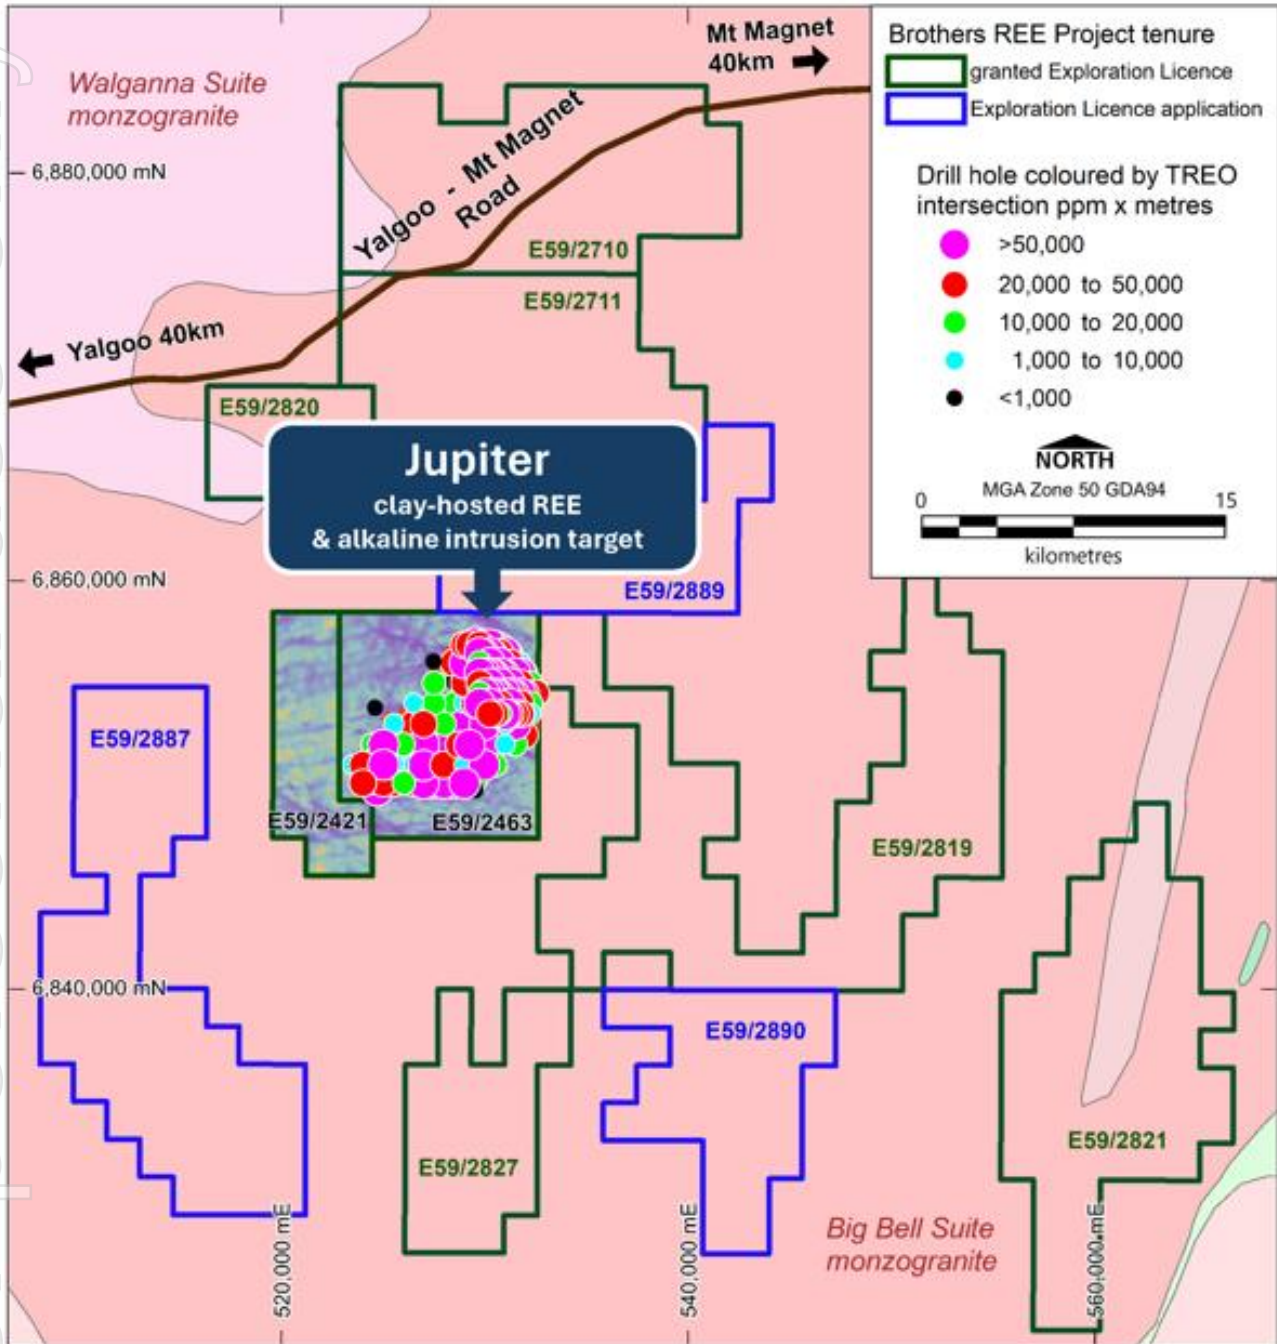 Mt Magnet
40km
Walganna Suite
monzogranite
6,880,000 mN
Yalgoo - Mt Magnet
Road
E59/2710
E59/2711
Yalgoo 40km
E59/2820
Brothers REE Project tenure
granted Exploration Licence
Exploration Licence application
Drill hole coloured by TREO
intersection ppm x metres
>50,000
20,000 to 50,000
10,000 to 20,000
1,000 to 10,000
<1,000
NORTH
MGA Zone 50 GDA94
0 15
kilometres
Jupiter
clay-hosted REE
& alkaline intrusion target
6,860,000 mN
E59/2889
E59/2887
E59/2421
E59/2463
E59/2819
6,840,000 mN
E59/2890
E59/2827
E59/2821
Big Bell Suite
monzogranite
520,000 mE
540,000 mE
560,000 mE